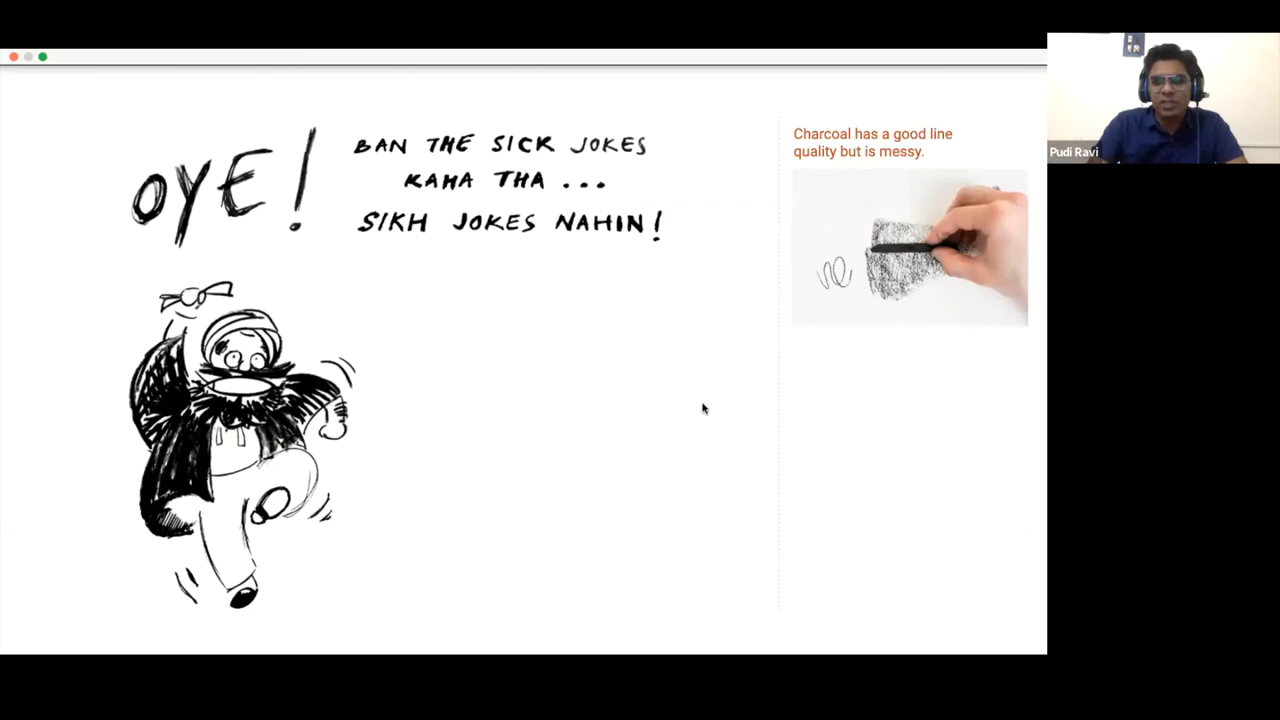 OYE!
BAN THE SICK JOKES
KAHA THA ...
SIKH JOKES NAHIN!
Charcoal has a good line
quality but is messy.
Pudi Ravi